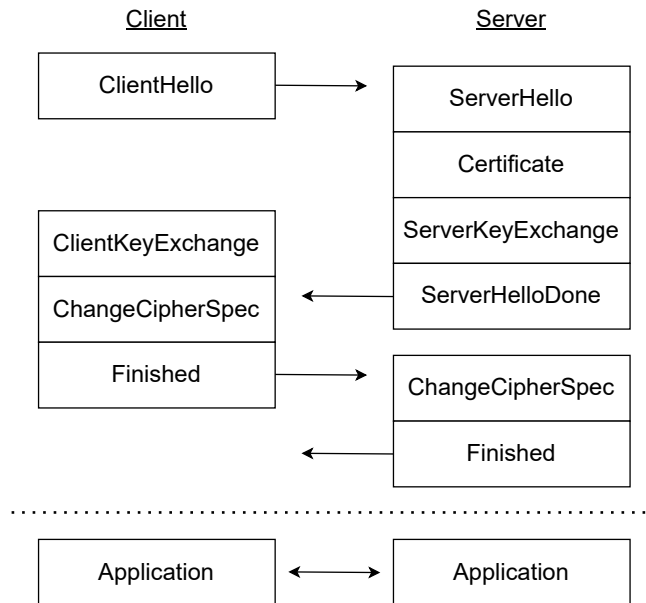 Client
Server
ClientHello
ServerHello
Certificate
ServerKeyExchange
ServerHelloDone
ClientKeyExchange
ChangeCipherSpec
Finished
ChangeCipherSpec
Finished
Application
Application